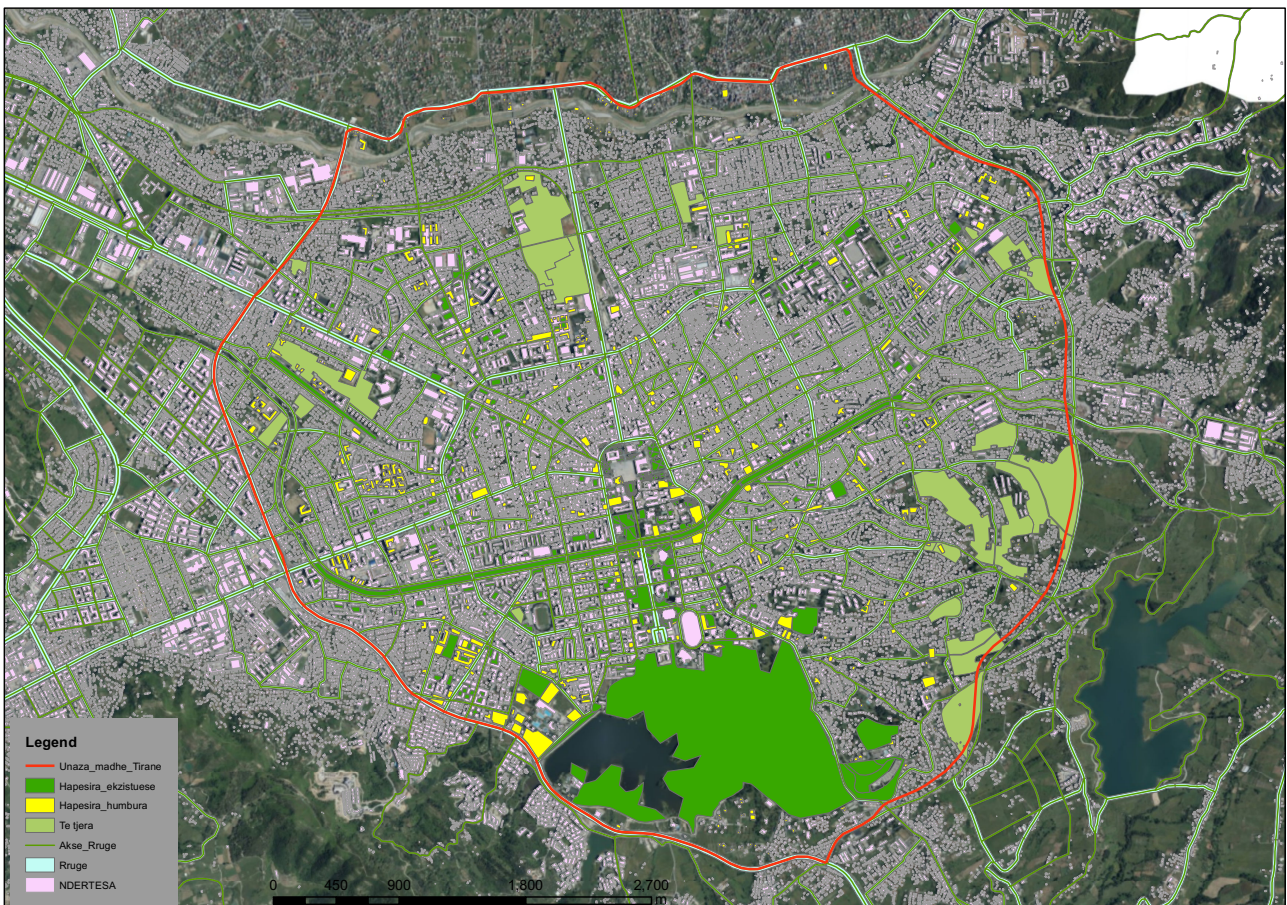 Legend
Unaza_madhe_Tirane
Hapesira_ekzistuese
Hapesira_humbura
Te tjera
Akse_Rruge
Rruge
NDERTESA
0 450 900 1,800 2,700
m